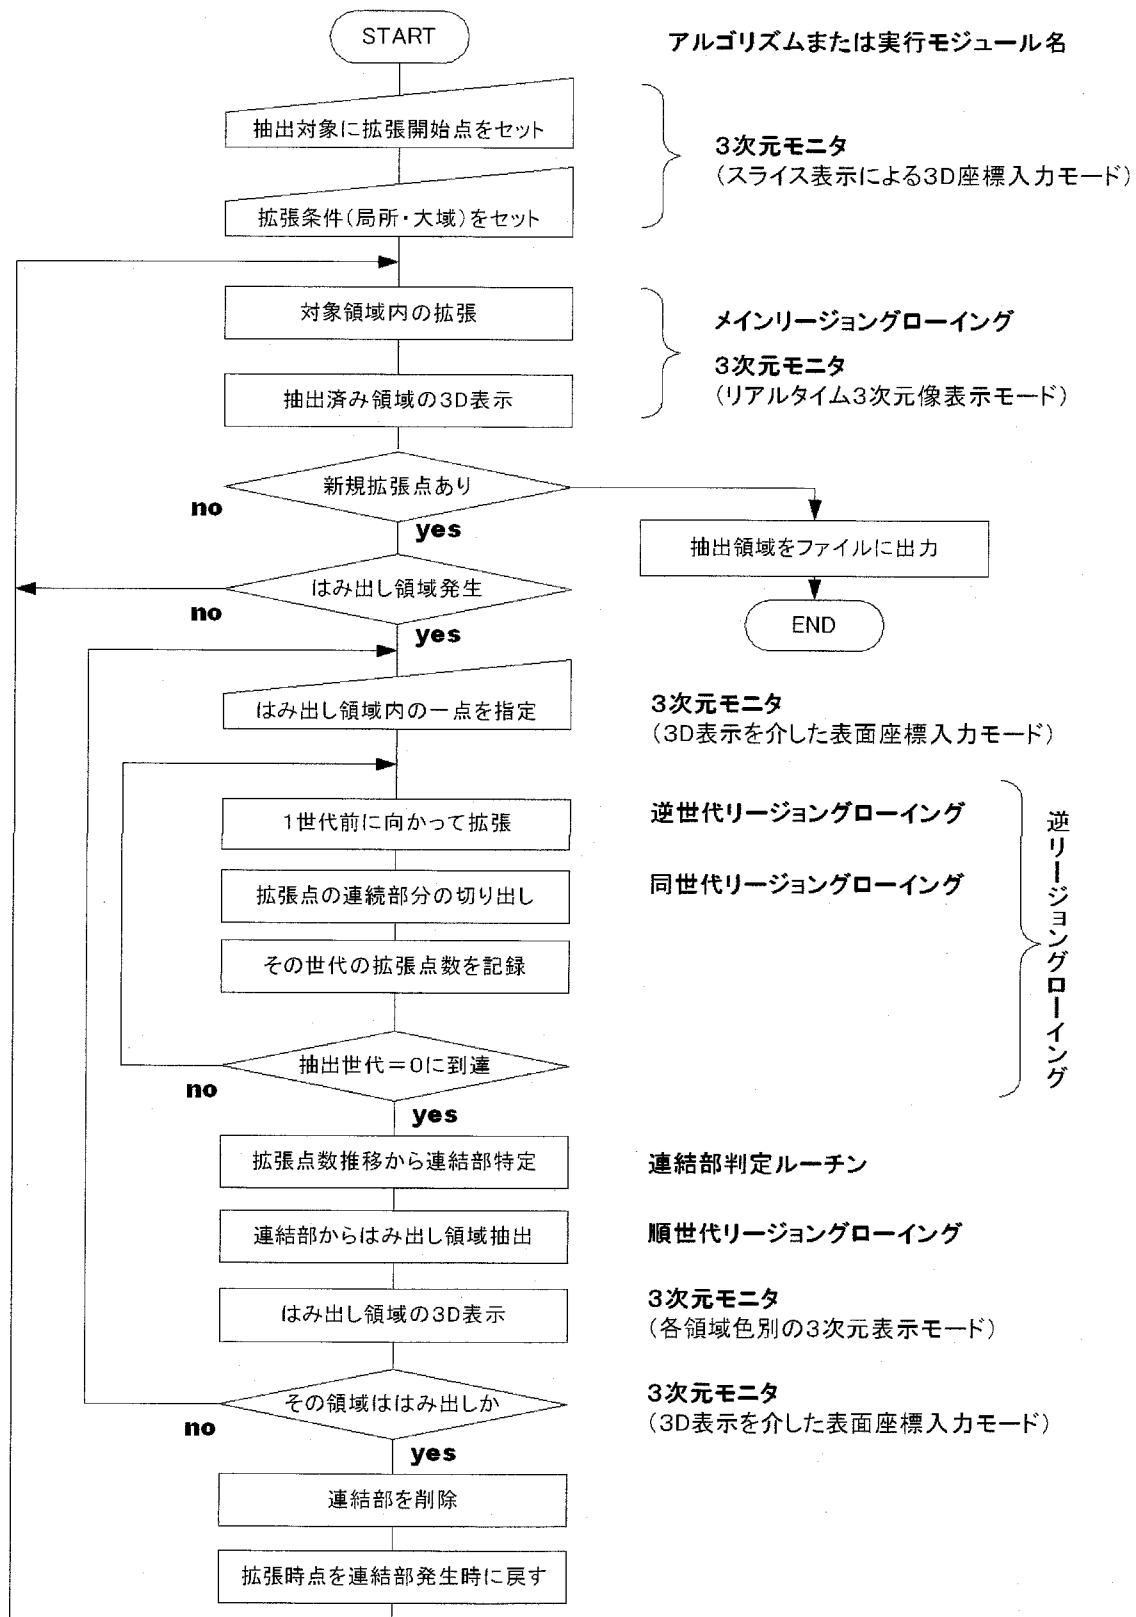 START
アルゴリズムまたは実行モジュール名
抽出対象に拡張開始点をセット
3次元モニタ
(スライス表示による3D座標入力モード)
拡張条件(局所・大域)をセット
対象領域内の拡張
メインリージョングローイング
3次元モニタ
(リアルタイム3次元像表示モード)
抽出済み領域の3D表示
新規拡張点あり
no
yes
抽出領域をファイルに出力
はみ出し領域発生
no
yes
END
はみ出し領域内の一点を指定
3次元モニタ
(3D表示を介した表面座標入力モード)
1世代前に向かって拡張
逆世代リージョングローイング
逆リージョングローイング
拡張点の連続部分の切り出し
同世代リージョングローイング
その世代の拡張点数を記録
抽出世代=0に到達
no
yes
拡張点数推移から連結部特定
連結部判定ルーチン
連結部からはみ出し領域抽出
順世代リージョングローイング
はみ出し領域の3D表示
3次元モニタ
(各領域色別の3次元表示モード)
その領域ははみ出しか
3次元モニタ
(3D表示を介した表面座標入力モード)
no
yes
連結部を削除
拡張時点を連結部発生時に戻す